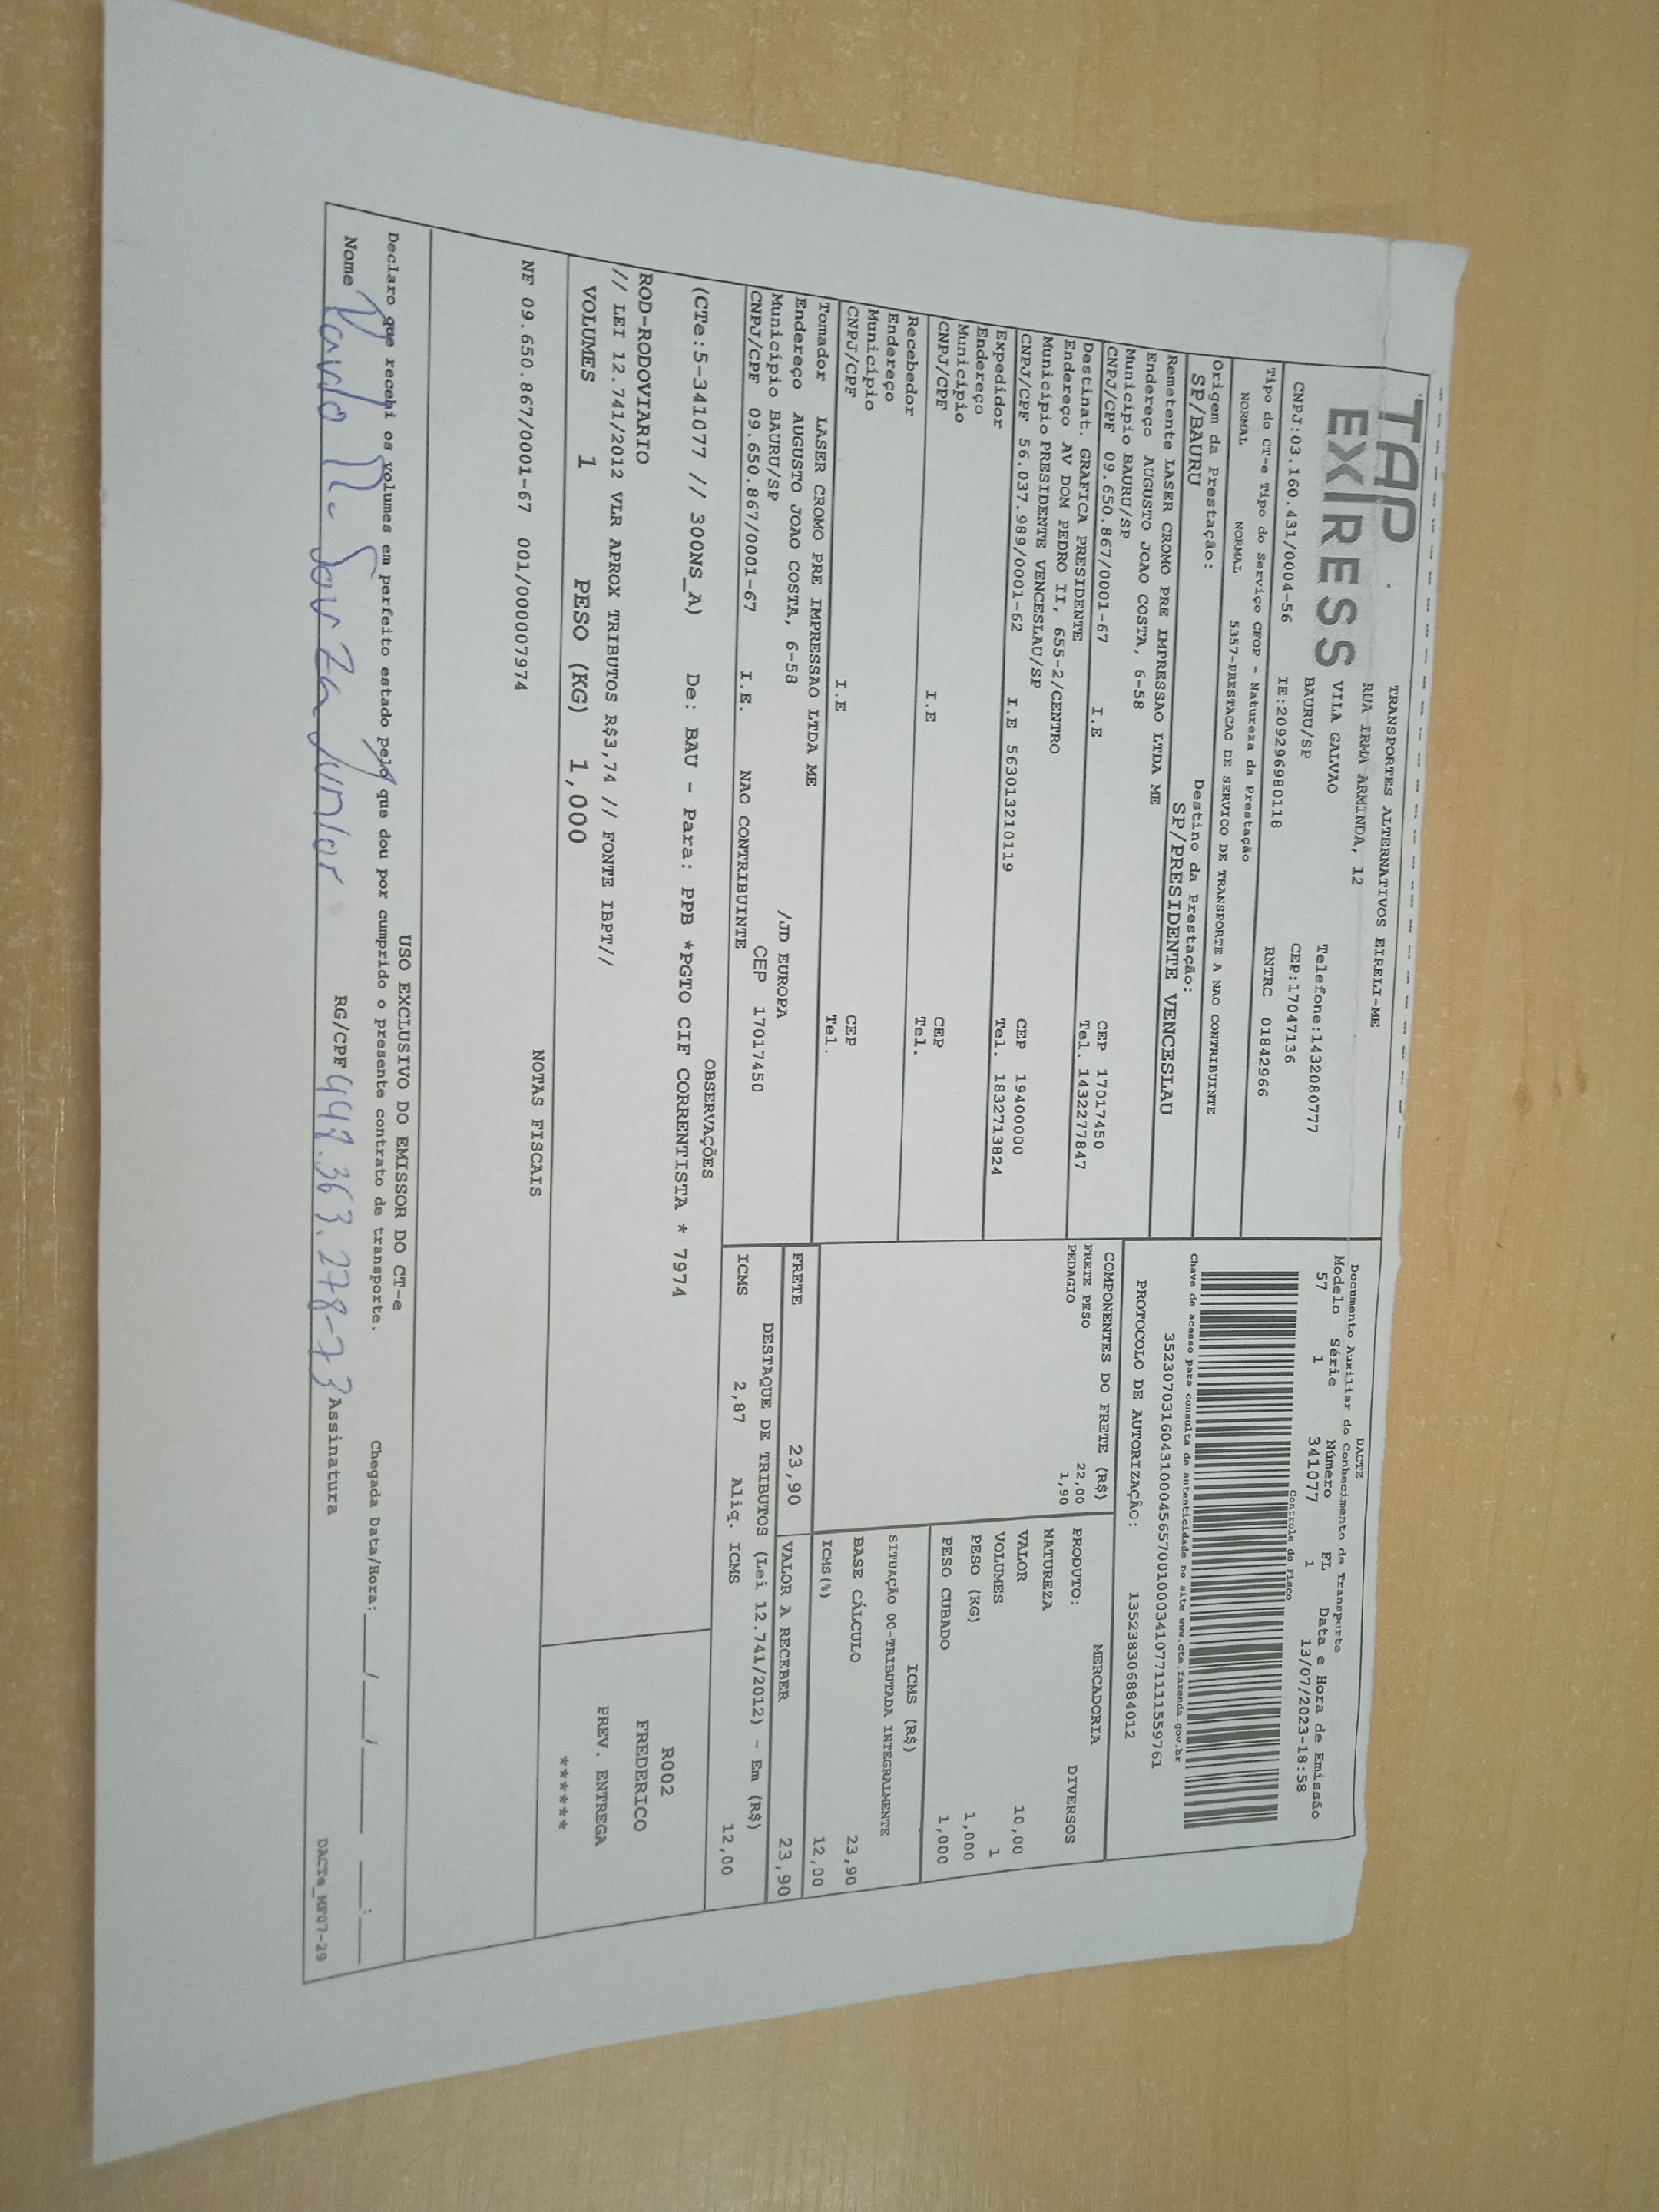 TAP
EXPRESS
TRANSPORTES ALTERNATIVOS EIRELI-ME
RUA IRMA ARMINDA, 12
VILA GALVAO Telefone:1432080777
BAURU/SP CEP:17047136
CNPJ:03.160.431/0004-56 IE:209296980118 RNTRC 01842966
Tipo do CT-e Tipo do Serviço CFOP - Natureza da Prestação
NORMAL NORMAL 5357-PRESTACAO DE SERVICO DE TRANSPORTE A NAO CONTRIBUINTE
Origem da Prestação: Destino da Prestação:
SP/BAURU SP/PRESIDENTE VENCESLAU
DACTE
Documento Auxiliar do Conhecimento de Transporte
Modelo Série Número FL Data e Hora de Emissão
57 1 341077 1 13/07/2023-18:58
Controle do Fisco
Chave de acesso para consulta de autenticidade no site www.cte.fazenda.gov.br
PROTOCOLO DE AUTORIZAÇÃO: 135238306884012
Remetente LASER CROMO PRE IMPRESSAO LTDA ME
Endereço AUGUSTO JOAO COSTA, 6-58
Município BAURU/SP CEP 17017450
CNPJ/CPF 09.650.867/0001-67 I.E Tel. 1432277847
Destinat. GRAFICA PRESIDENTE
Endereço AV DOM PEDRO II, 655-2/CENTRO
Município PRESIDENTE VENCESLAU/SP CEP 19400000
CNPJ/CPF 56.037.989/0001-62 I.E 563013210119 Tel. 1832713824
Expedidor
Endereço
Município CEP
CNPJ/CPF I.E Tel.
Recebedor
Endereço
Município CEP
CNPJ/CPF I.E Tel.
Tomador LASER CROMO PRE IMPRESSAO LTDA ME
Endereço AUGUSTO JOAO COSTA, 6-58 /JD EUROPA
Município BAURU/SP CEP 17017450
CNPJ/CPF 09.650.867/0001-67 I.E. NAO CONTRIBUINTE
COMPONENTES DO FRETE (R$)
FRETE PESO 22,00
PEDAGIO 1,90
MERCADORIA
PRODUTO: DIVERSOS
NATUREZA
VALOR 10,00
VOLUMES 1
PESO (KG) 1,000
PESO CUBADO 1,000
ICMS (R$)
SITUAÇÃO 00-TRIBUTADA INTEGRALMENTE
BASE CÁLCULO 23,90
ICMS(%) 12,00
FRETE 23,90 VALOR A RECEBER 23,90
DESTAQUE DE TRIBUTOS (Lei 12.741/2012) - Em (R$)
ICMS 2,87 Aliq. ICMS 12,00
OBSERVAÇÕES
(CTe:5-341077 // 300NS_A) De: BAU - Para: PPB *PGTO CIF CORRENTISTA * 7974
ROD-RODOVIARIO
// LEI 12.741/2012 VLR APROX TRIBUTOS R$3,74 // FONTE IBPT//
VOLUMES 1 PESO (KG) 1,000
R002
FREDERICO
PREV. ENTREGA
******
NOTAS FISCAIS
NF 09.650.867/0001-67 001/000007974
USO EXCLUSIVO DO EMISSOR DO CT-e
Declaro que recebi os volumes em perfeito estado pelo que dou por cumprido o presente contrato de transporte. Chegada Data/Hora:____/____/______ ____:____
Nome Souza Junior RG/CPF 449.363.278-73 Assinatura
DACTe_MF07-29